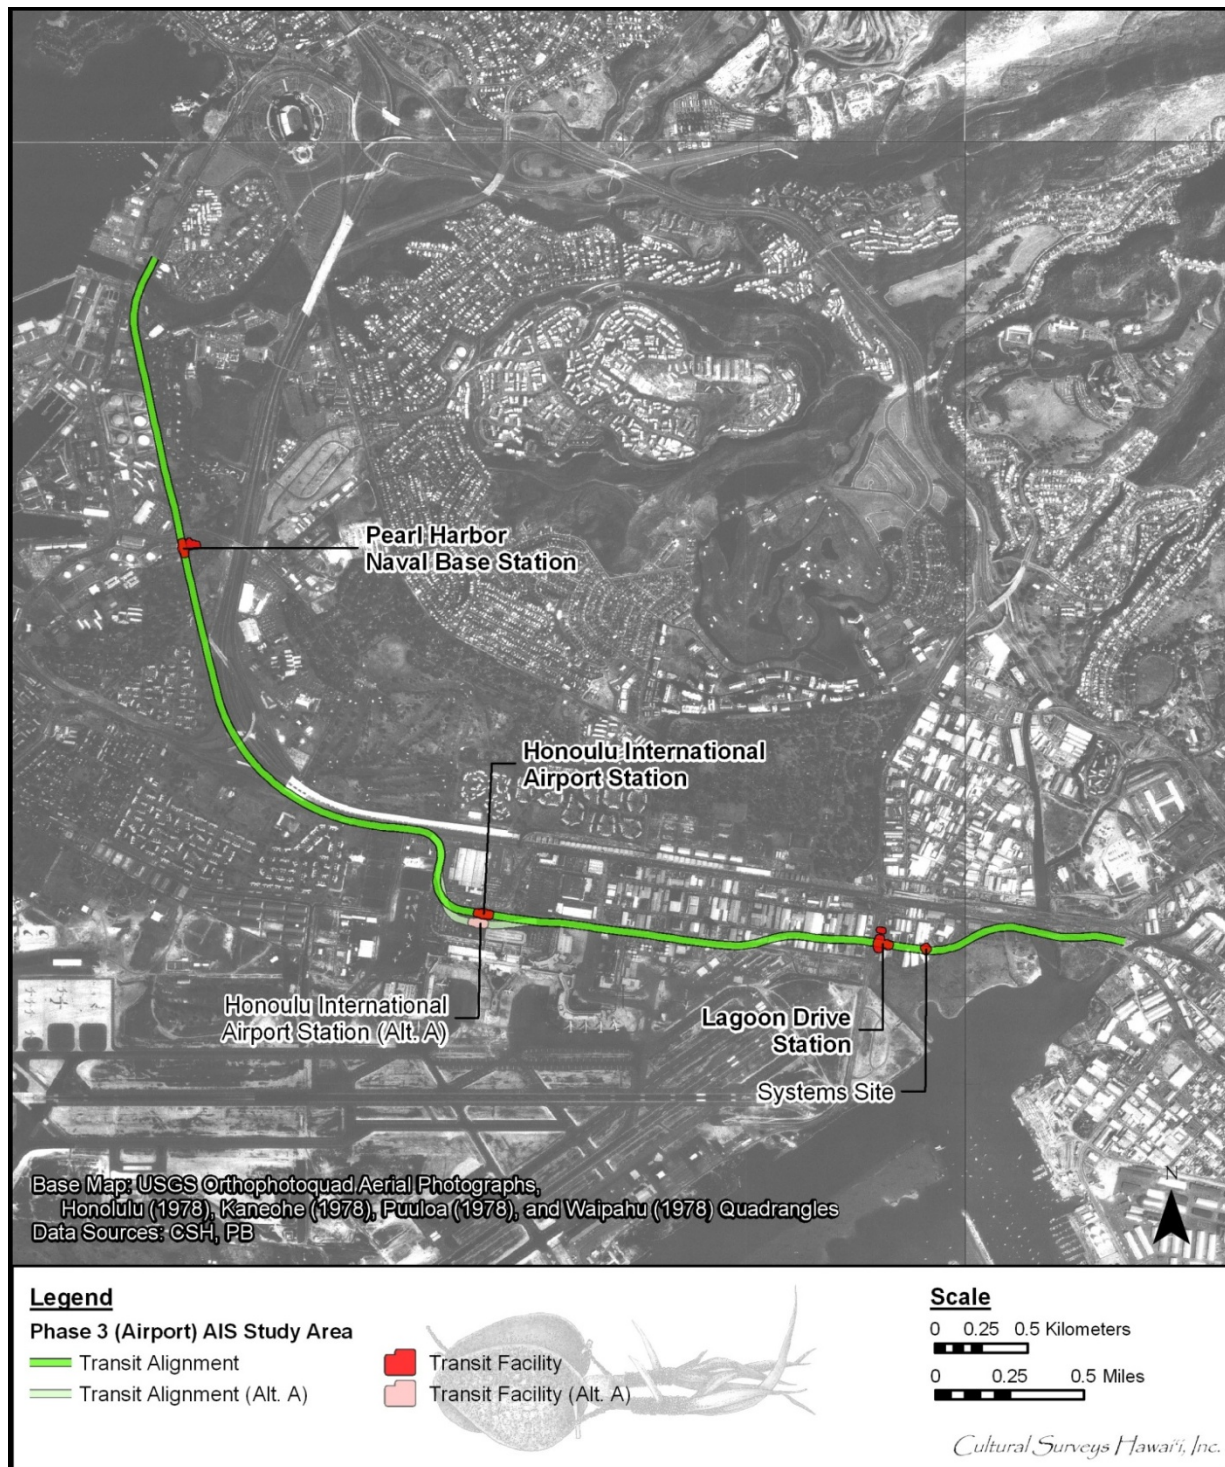 Pearl Harbor
Naval Base Station
Honoulu International
Airport Station
Honoulu International
Airport Station (Alt. A)
Lagoon Drive
Station
Systems Site
Base Map: USGS Orthophotoquad Aerial Photographs,
Honolulu (1978), Kaneohe (1978), Puuloa (1978), and Waipahu (1978) Quadrangles
Data Sources: CSH, PB
N
Legend
Phase 3 (Airport) AIS Study Area
Transit Alignment
Transit Alignment (Alt. A)
Transit Facility
Transit Facility (Alt. A)
Scale
0 0.25 0.5 Kilometers
0 0.25 0.5 Miles
Cultural Surveys Hawaiʻi, Inc.